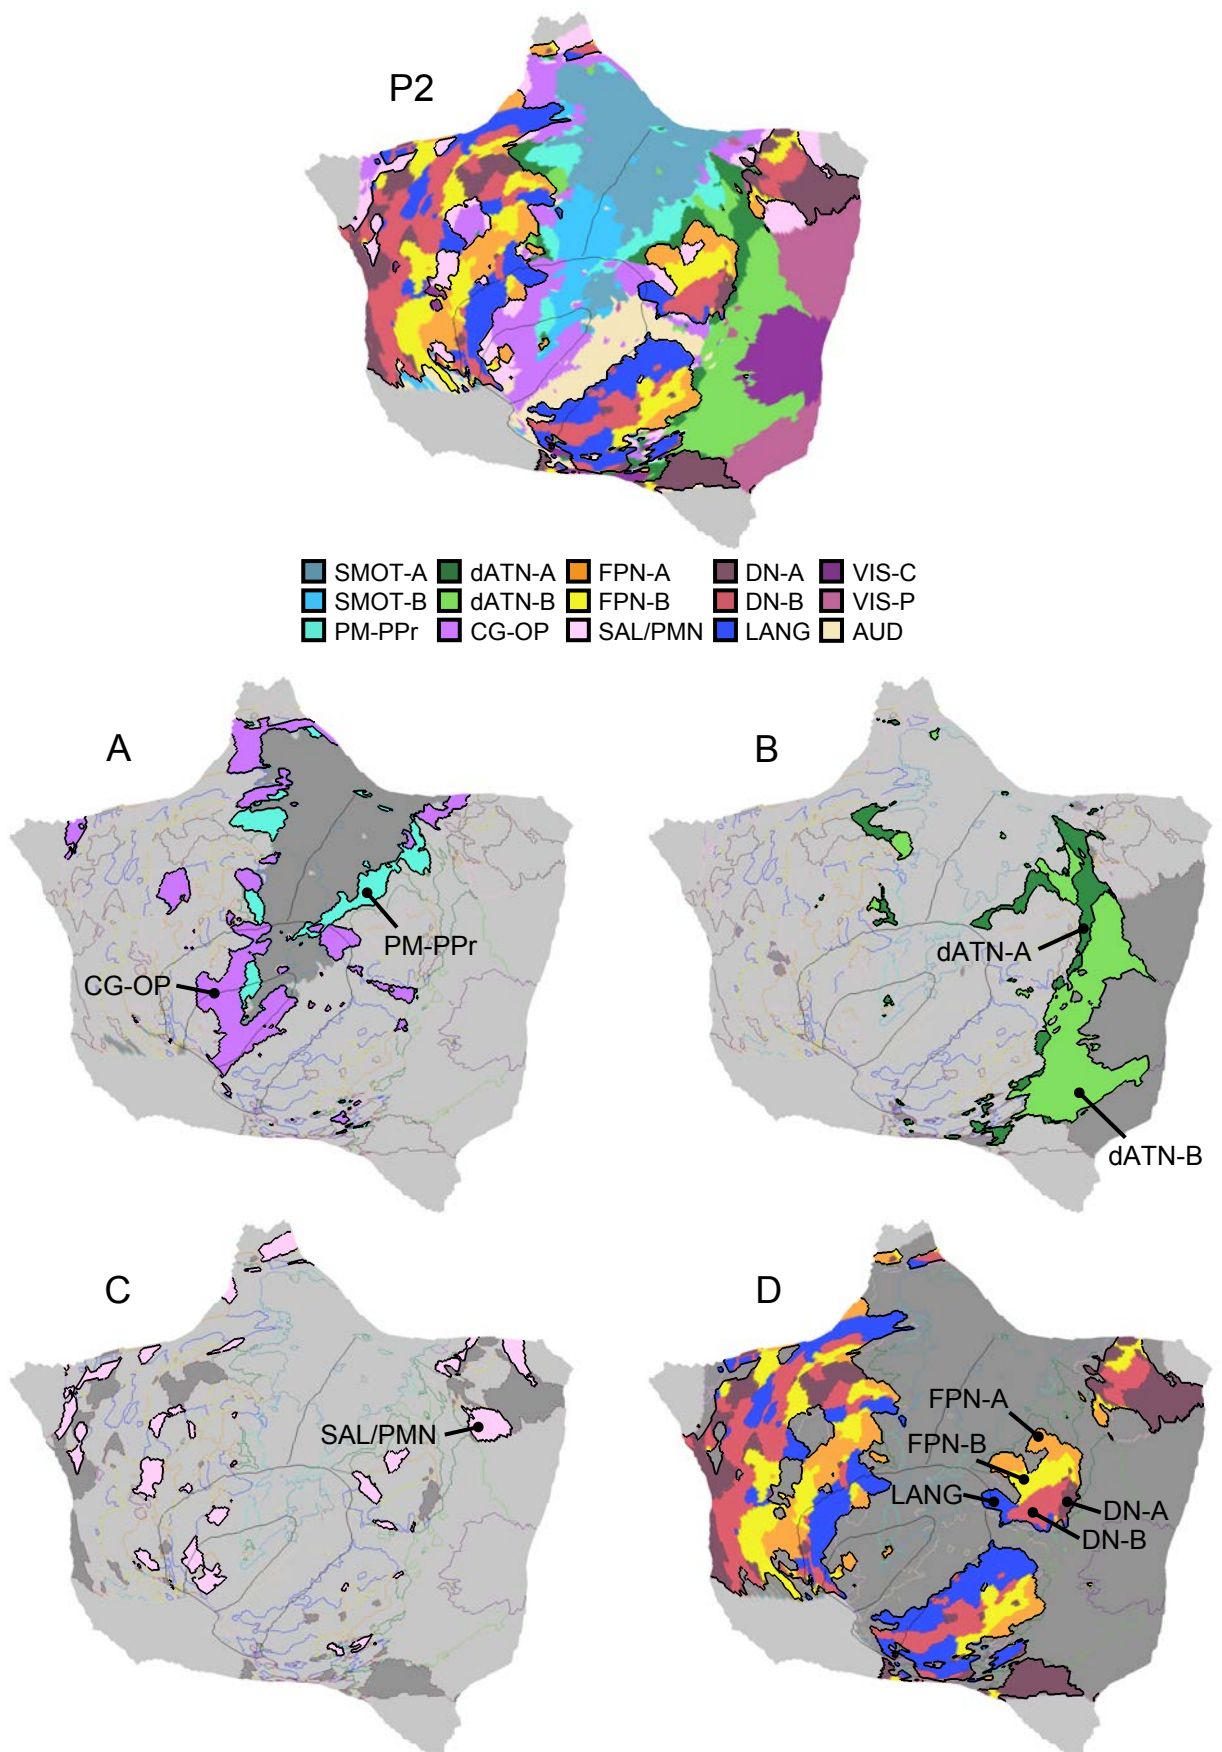 P2
SMOT-A dATN-A FPN-A DN-A VIS-C
SMOT-B dATN-B FPN-B DN-B VIS-P
PM-PPr CG-OP SAL/PMN LANG AUD
A
PM-PPr
CG-OP
B
dATN-A
dATN-B
C
SAL/PMN
D
FPN-A
FPN-B
LANG
DN-A
DN-B